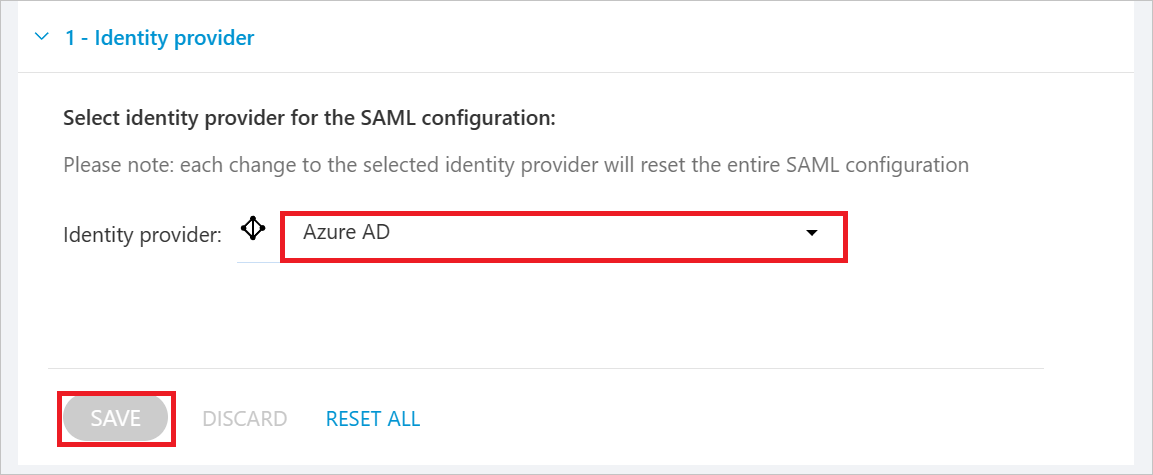 1 - Identity provider
Select identity provider for the SAML configuration:
Please note: each change to the selected identity provider will reset the entire SAML configuration
Identity provider: Azure AD
SAVE DISCARD RESET ALL